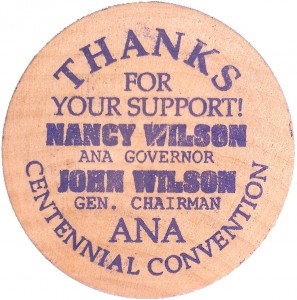 THANKS
FOR
YOUR SUPPORT!
NANCY WILSON
ANA GOVERNOR
JOHN WILSON
GEN. CHAIRMAN
ANA
CENTENNIAL CONVENTION